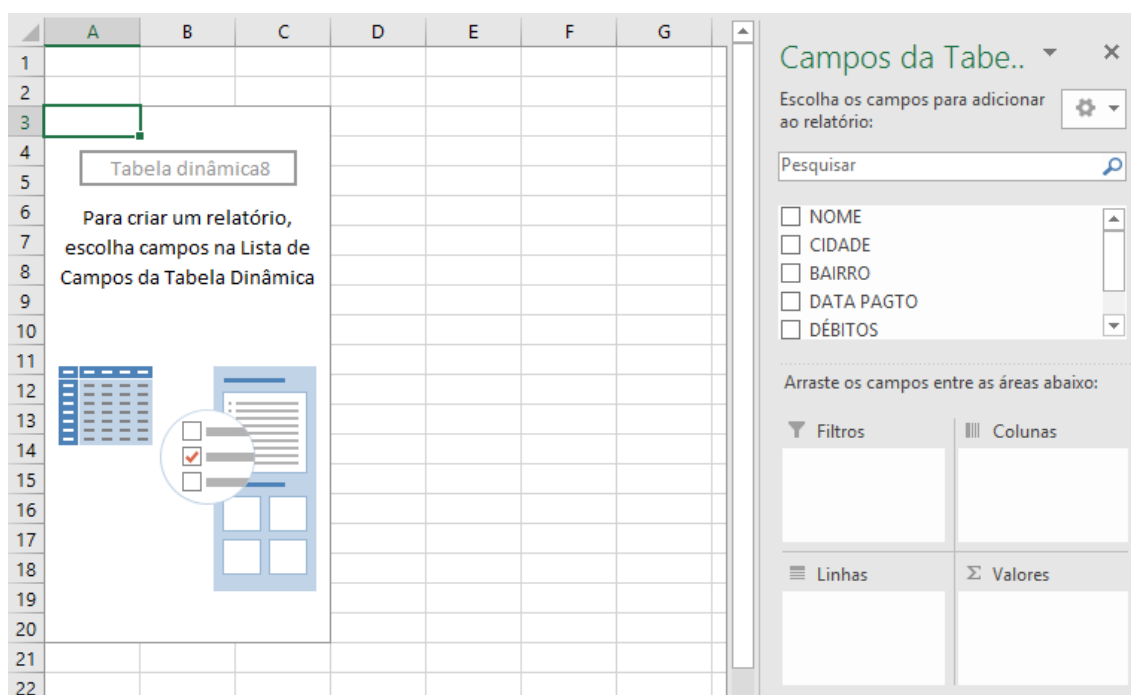 A B C D E F G
1
2
3
4
5
6
7
8
9
10
11
12
13
14
15
16
17
18
19
20
21
22
Tabela dinâmica8
Para criar um relatório,
escolha campos na Lista de
Campos da Tabela Dinâmica
Campos da Tabe..
Escolha os campos para adicionar
ao relatório:
Pesquisar
NOME
CIDADE
BAIRRO
DATA PAGTO
DÉBITOS
Arraste os campos entre as áreas abaixo:
Filtros
Colunas
Linhas
Σ Valores